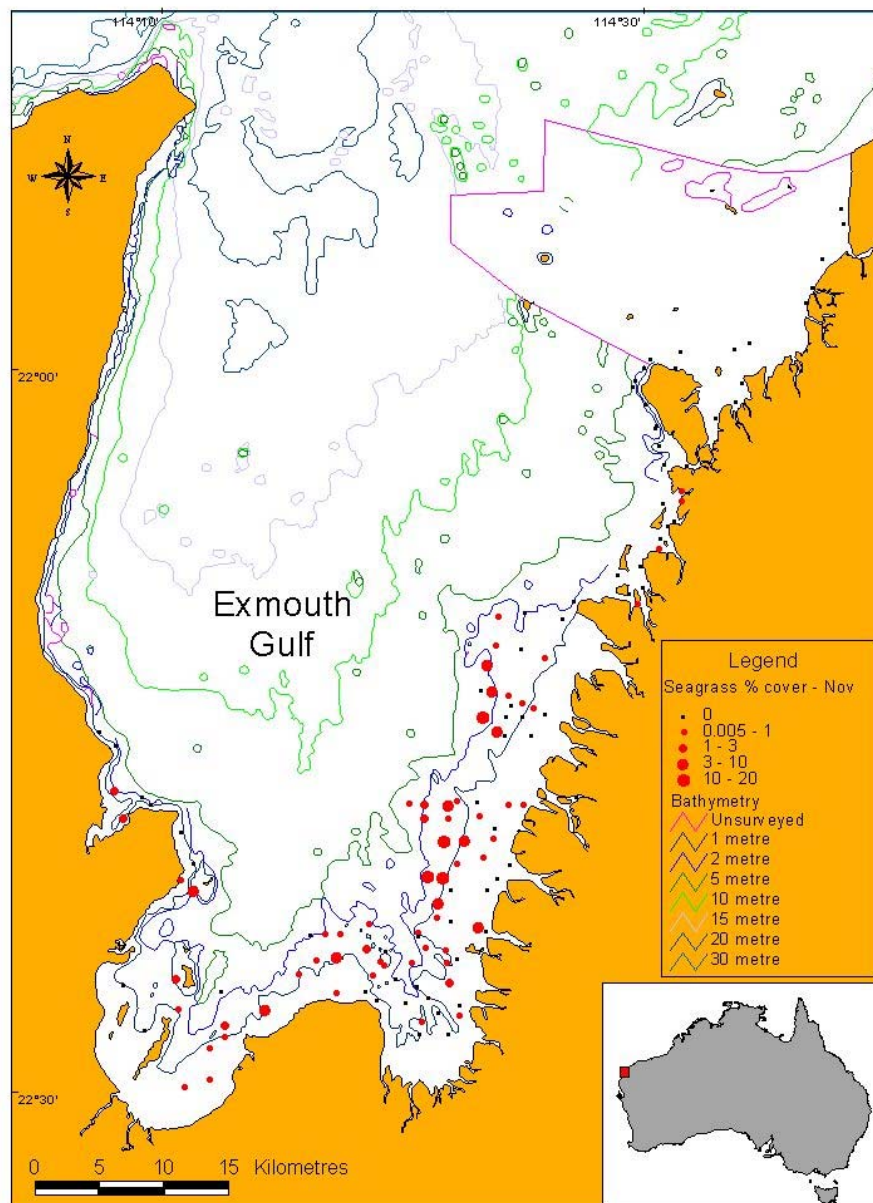 114°10' 114°30'
N
W E
S
22°00'
Exmouth
Gulf
Legend
Seagrass % cover - Nov
0
0.005 - 1
1 - 3
3 - 10
10 - 20
Bathymetry
Unsurveyed
1 metre
2 metre
5 metre
10 metre
15 metre
20 metre
30 metre
22°30'
0 5 10 15 Kilometres